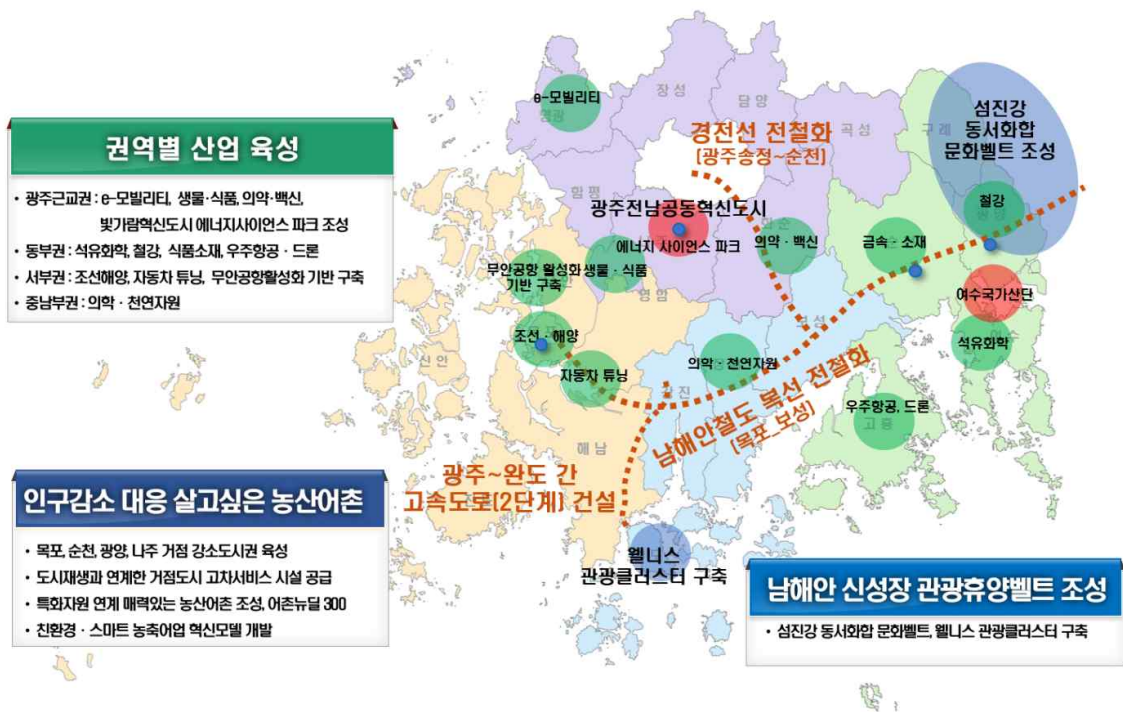 권역별 산업 육성
• 광주근교권 : e-모빌리티, 생물·식품, 의약·백신,
빛가람혁신도시 에너지사이언스 파크 조성
• 동부권 : 석유화학, 철강, 식품소재, 우주항공 · 드론
• 서부권 : 조선해양, 자동차 튜닝, 무안공항활성화 기반 구축
• 중남부권 : 의학 · 천연자원
인구감소 대응 살고싶은 농산어촌
• 목포, 순천, 광양, 나주 거점 강소도시권 육성
• 도시재생과 연계한 거점도시 고차서비스 시설 공급
• 특화자원 연계 매력있는 농산어촌 조성, 어촌뉴딜 300
• 친환경 · 스마트 농축어업 혁신모델 개발
e-모빌리티
영광
장성
담양
곡성
구례
섬진강
동서화합
문화벨트 조성
경전선 전철화
[광주송정~순천]
함평
광주전남공동혁신도시
에너지 사이언스 파크
화순
의약 · 백신
금속 · 소재
철강
광양
무안공항 활성화
기반 구축
생물 · 식품
영암
보성
여수국가산단
여수
석유화학
조선 · 해양
자동차 튜닝
신안
강진
의학 · 천연자원
우주항공, 드론
고흥
남해안철도 복선 전철화
[목포_보성]
해남
광주~완도 간
고속도로[2단계] 건설
웰니스
관광클러스터 구축
남해안 신성장 관광휴양벨트 조성
• 섬진강 동서화합 문화벨트, 웰니스 관광클러스터 구축